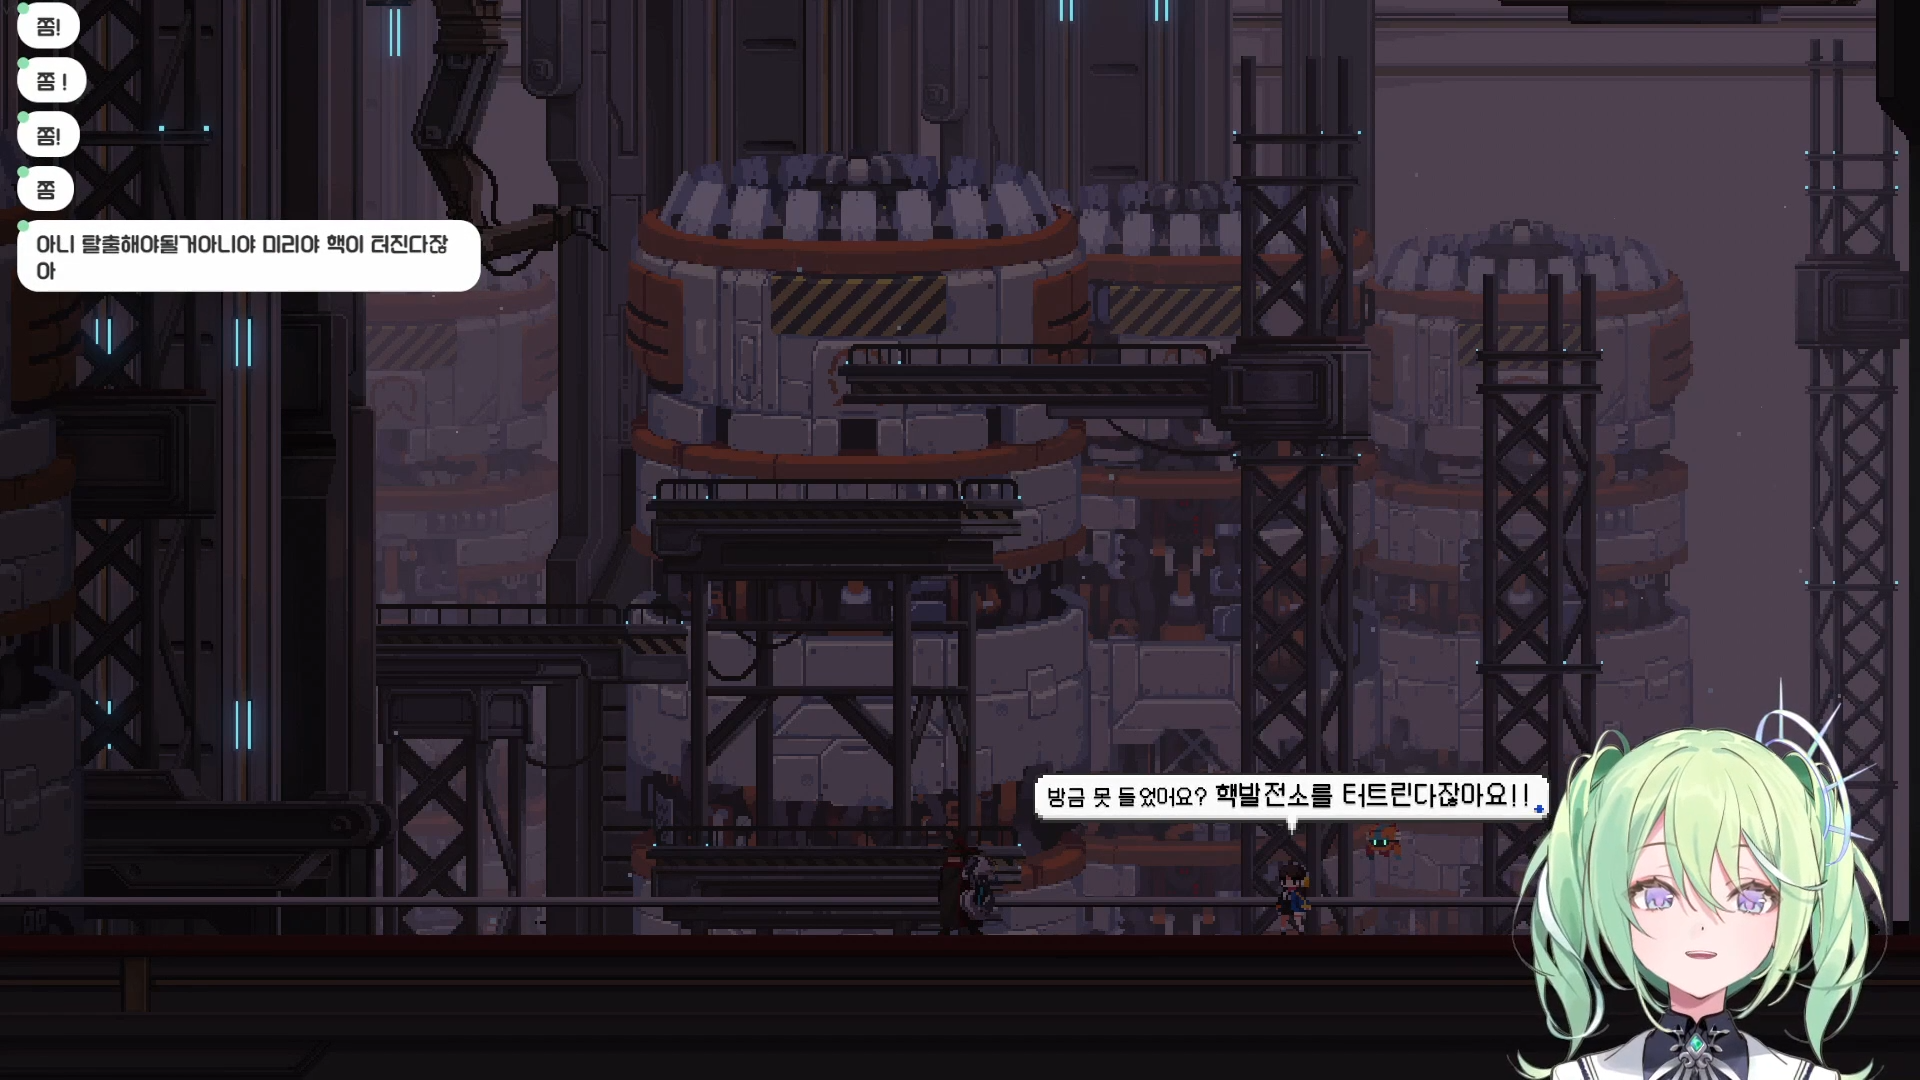 쫌!
쫌 !
쫌!
쫌
아니 탈출해야될거아니야 미리야 핵이 터진다잖
아
방금 못 들었어요? 핵발전소를 터트린다잖아요!!